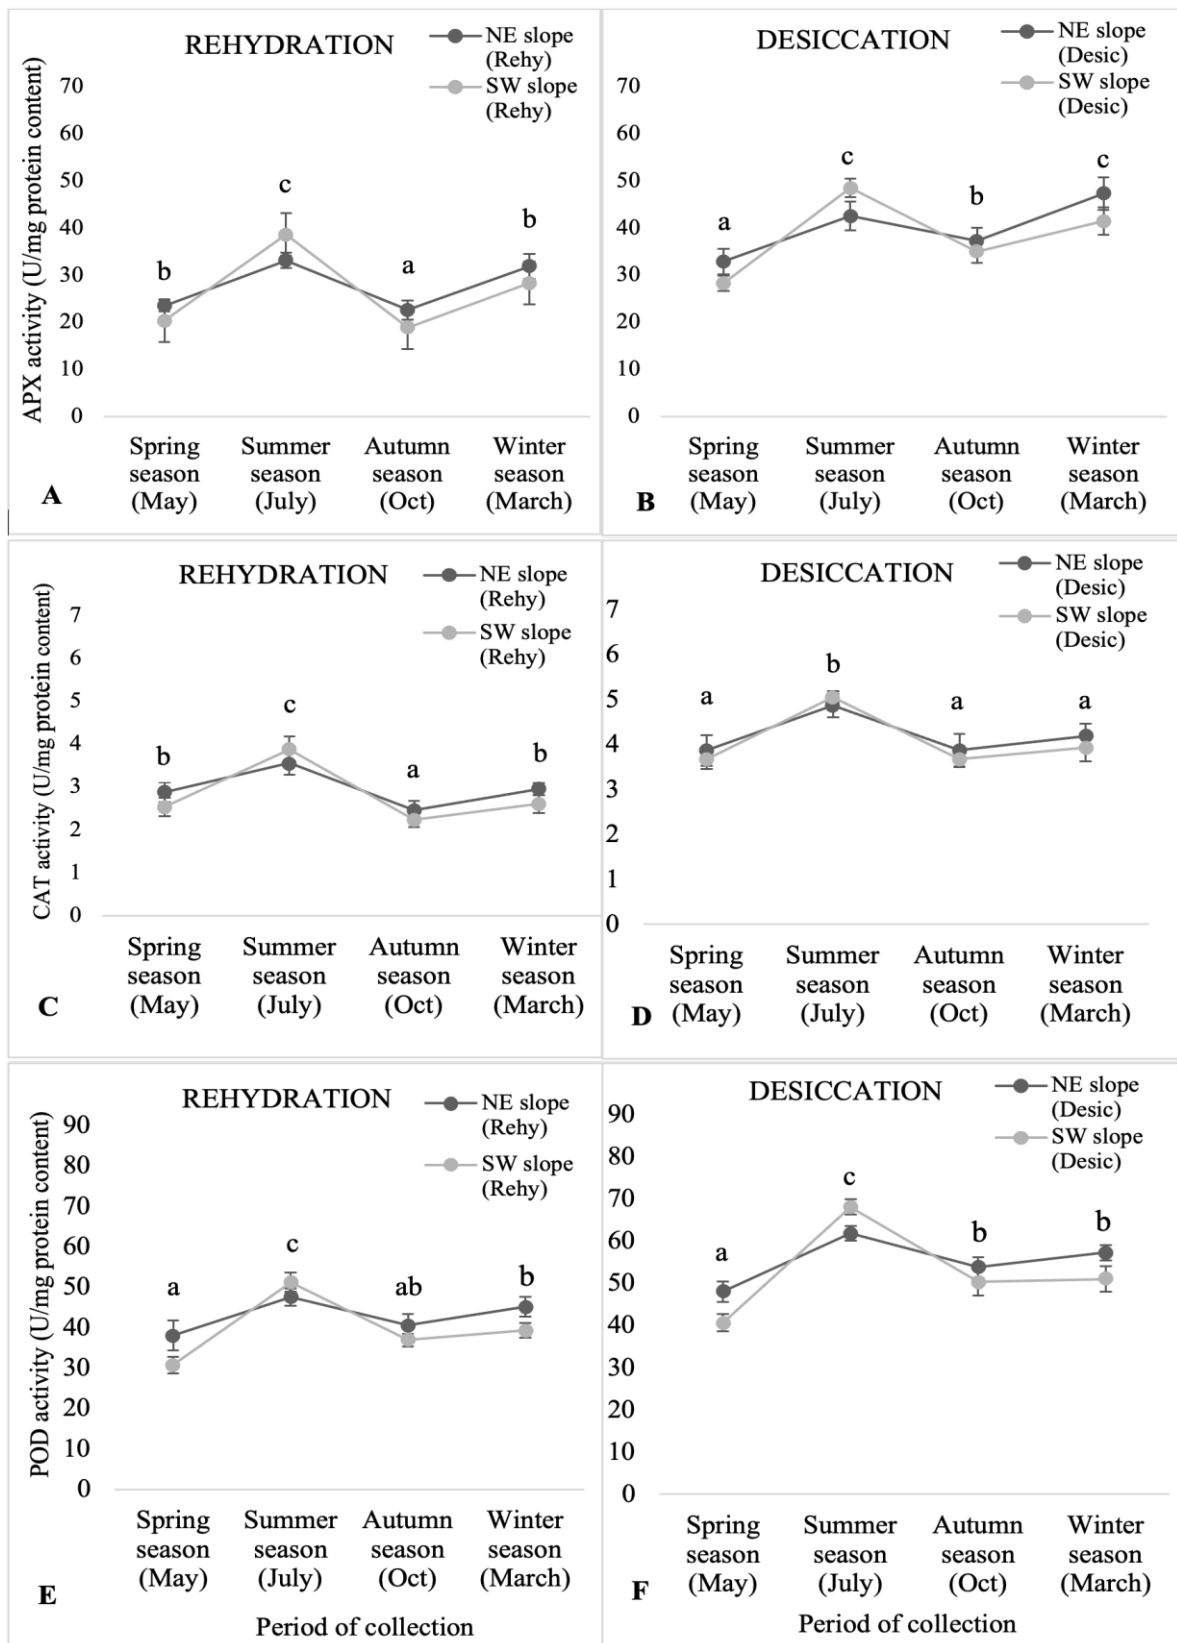 REHYDRATION
NE slope
(Rehy)
SW slope
(Rehy)
APX activity (U/mg protein content)
70
60
50
40
30
20
10
0
b
c
a
b
Spring
season
(May)
Summer
season
(July)
Autumn
season
(Oct)
Winter
season
(March)
A
DESICCATION
NE slope
(Desic)
SW slope
(Desic)
70
60
50
40
30
20
10
0
a
c
b
c
Spring
season
(May)
Summer
season
(July)
Autumn
season
(Oct)
Winter
season
(March)
B
REHYDRATION
NE slope
(Rehy)
SW slope
(Rehy)
CAT activity (U/mg protein content)
7
6
5
4
3
2
1
0
b
c
a
b
Spring
season
(May)
Summer
season
(July)
Autumn
season
(Oct)
Winter
season
(March)
C
DESICCATION
NE slope
(Desic)
SW slope
(Desic)
7
6
5
4
3
2
1
0
a
b
a
a
Spring
season
(May)
Summer
season
(July)
Autumn
season
(Oct)
Winter
season
(March)
D
REHYDRATION
NE slope
(Rehy)
SW slope
(Rehy)
POD activity (U/mg protein content)
90
80
70
60
50
40
30
20
10
0
a
c
ab
b
Spring
season
(May)
Summer
season
(July)
Autumn
season
(Oct)
Winter
season
(March)
E
Period of collection
DESICCATION
NE slope
(Desic)
SW slope
(Desic)
90
80
70
60
50
40
30
20
10
0
a
c
b
b
Spring
season
(May)
Summer
season
(July)
Autumn
season
(Oct)
Winter
season
(March)
F
Period of collection